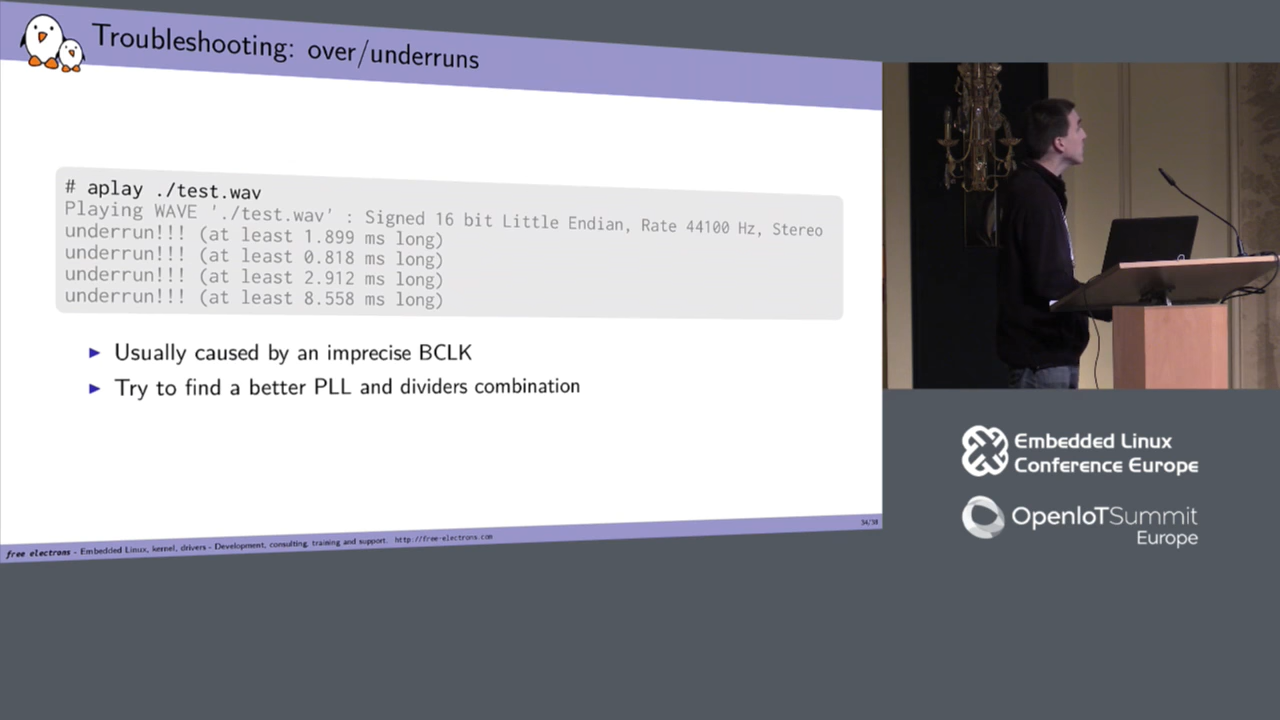 Troubleshooting: over/underruns
# aplay ./test.wav
Playing WAVE './test.wav' : Signed 16 bit Little Endian, Rate 44100 Hz, Stereo
underrun!!! (at least 1.899 ms long)
underrun!!! (at least 0.818 ms long)
underrun!!! (at least 2.912 ms long)
underrun!!! (at least 8.558 ms long)
► Usually caused by an imprecise BCLK
► Try to find a better PLL and dividers combination
free electrons - Embedded Linux, kernel, drivers - Development, consulting, training and support. http://free-electrons.com
34/38
Embedded Linux
Conference Europe
OpenIoTSummit
Europe